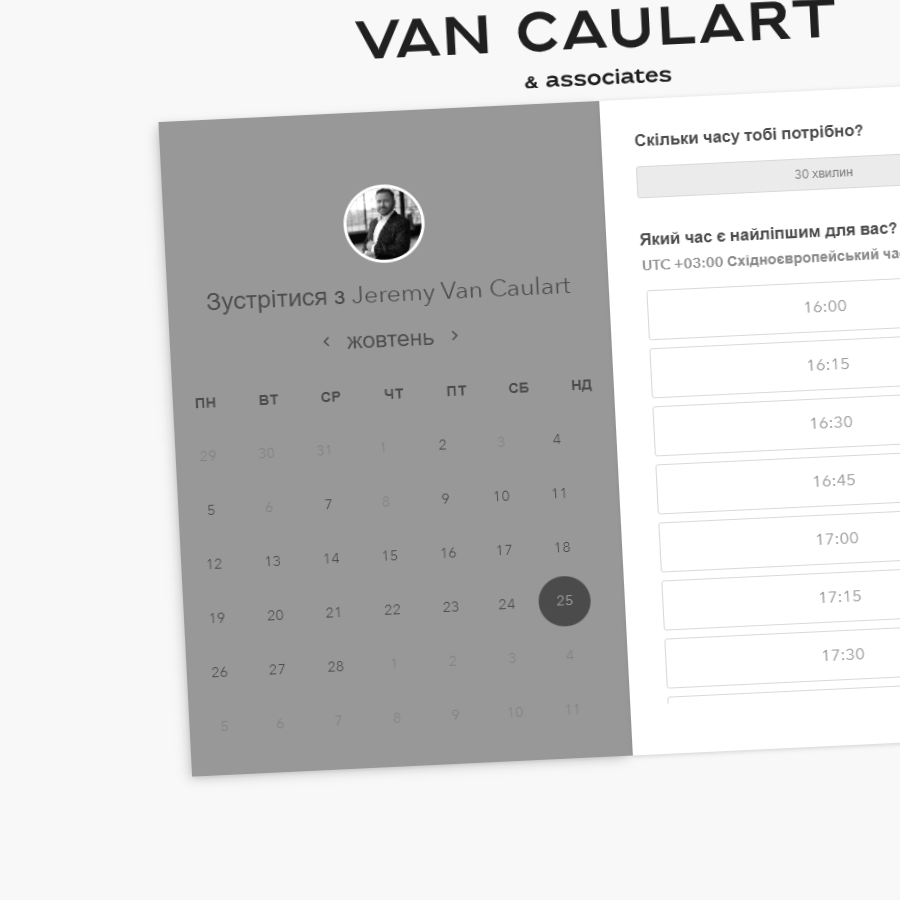 VAN CAULART
& associates
Зустрітися з Jeremy Van Caulart
‹ жовтень ›
ПН ВТ СР ЧТ ПТ СБ НД
29 30 31 1 2 3 4
5 6 7 8 9 10 11
12 13 14 15 16 17 18
19 20 21 22 23 24 25
26 27 28 1 2 3 4
5 6 7 8 9 10 11
Скільки часу тобі потрібно?
30 хвилин
Який час є найліпшим для вас?
UTC +03:00 Східноєвропейський
16:00
16:15
16:30
16:45
17:00
17:15
17:30